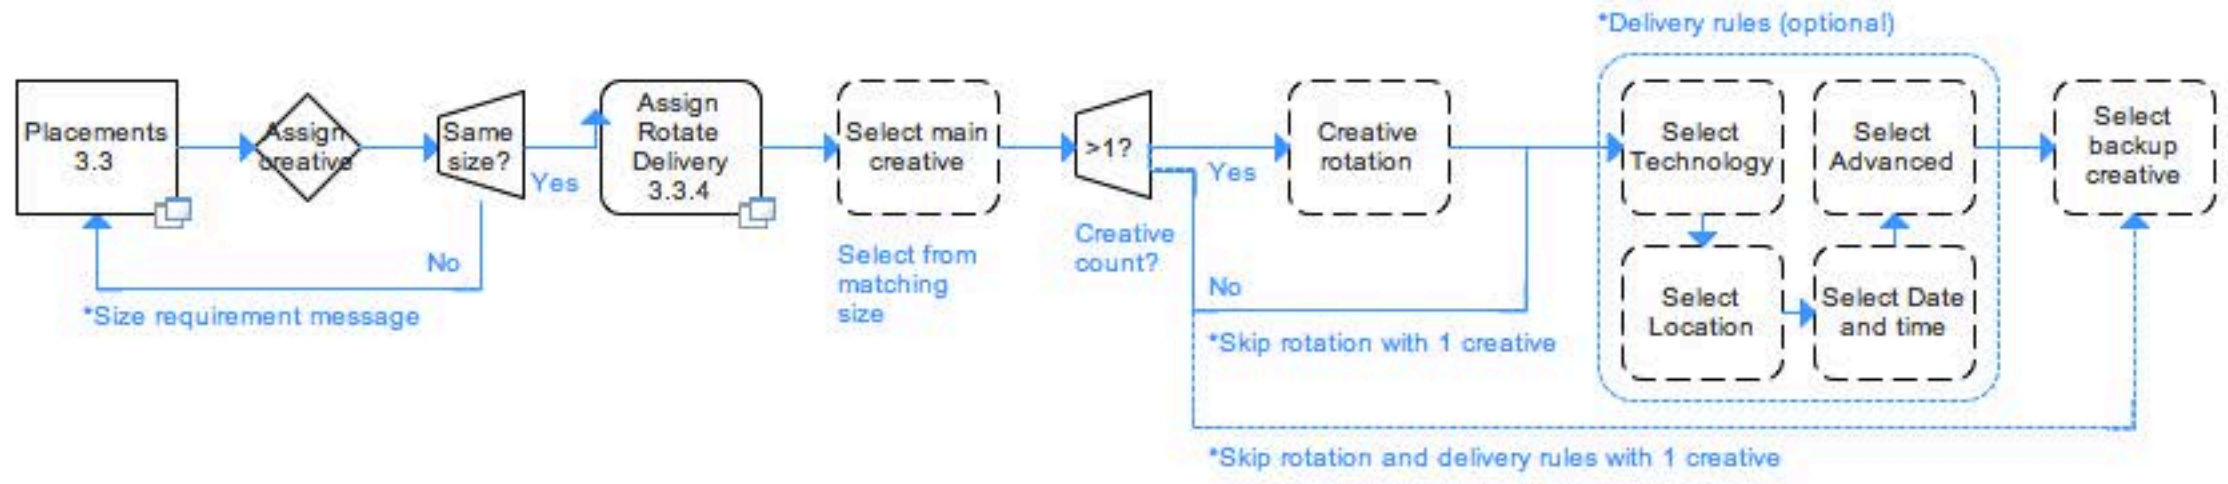 *Delivery rules (optional)
Placements
3.3
Assign
creative
Same
size?
Yes
No
*Size requirement message
Assign
Rotate
Delivery
3.3.4
Select main
creative
Select from
matching
size
>1?
Creative
count?
Yes
No
*Skip rotation with 1 creative
*Skip rotation and delivery rules with 1 creative
Creative
rotation
Select
Technology
Select
Location
Select Date
and time
Select
Advanced
Select
backup
creative